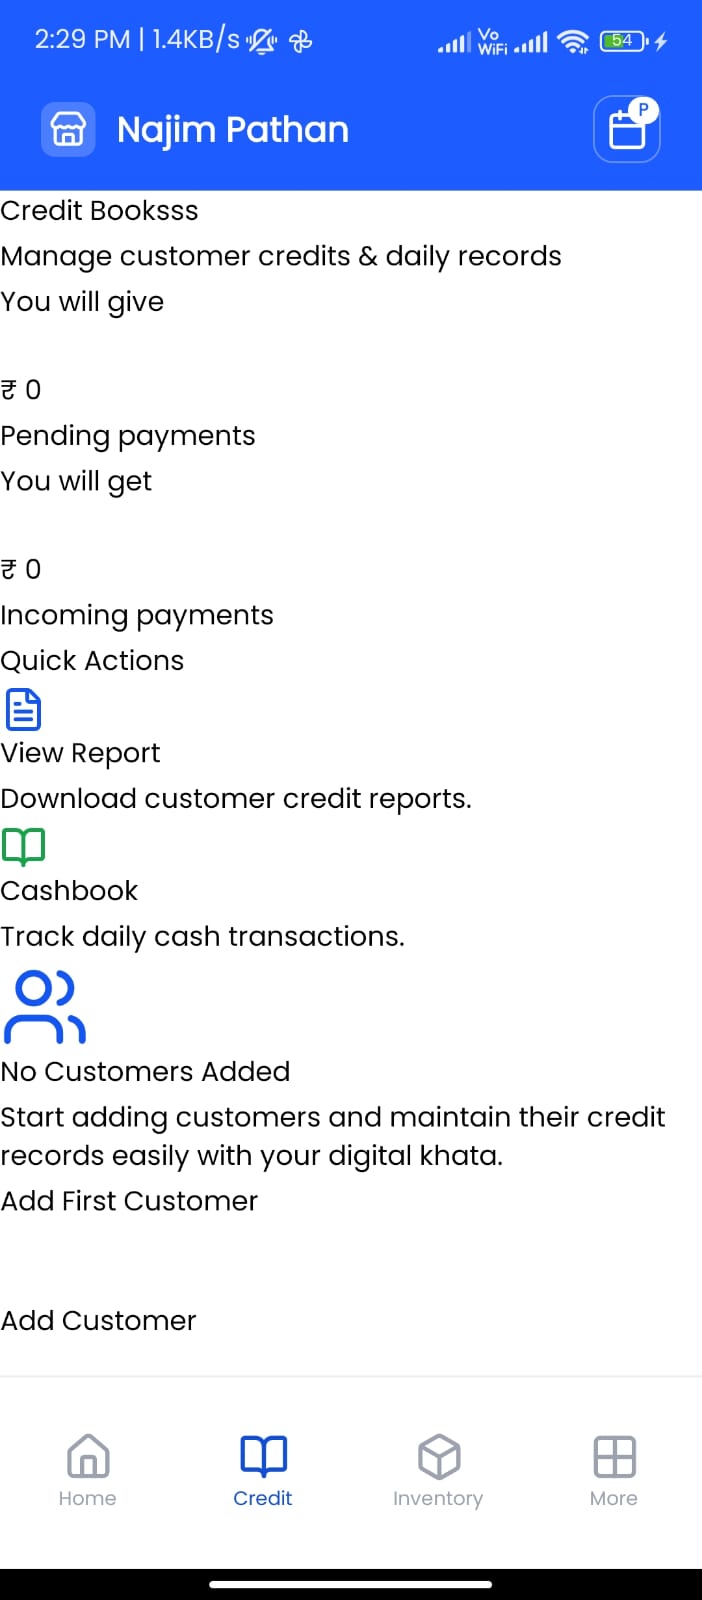 2:29 PM | 1.4KB/s
Vo
WiFi
54
Najim Pathan
P
Credit Booksss
Manage customer credits & daily records
You will give
₹ 0
Pending payments
You will get
₹ 0
Incoming payments
Quick Actions
View Report
Download customer credit reports.
Cashbook
Track daily cash transactions.
No Customers Added
Start adding customers and maintain their credit
records easily with your digital khata.
Add First Customer
Add Customer
Home
Credit
Inventory
More